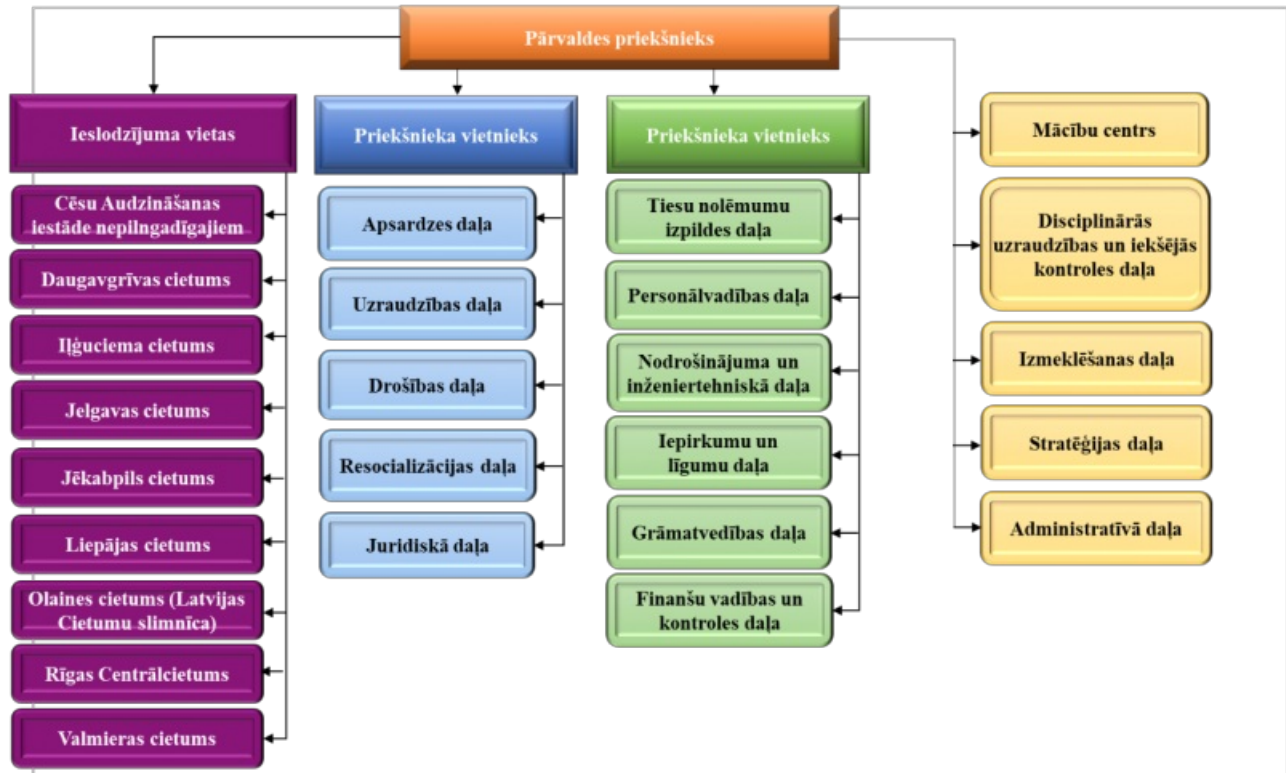 Pārvaldes priekšnieks
Ieslodzījuma vietas
Cēsu Audzināšanas
iestāde nepilngadīgajiem
Daugavgrīvas cietums
Iļģuciema cietums
Jelgavas cietums
Jēkabpils cietums
Liepājas cietums
Olaines cietums (Latvijas
Cietumu slimnīca)
Rīgas Centrālcietums
Valmieras cietums
Priekšnieka vietnieks
Apsardzes daļa
Uzraudzības daļa
Drošības daļa
Resocializācijas daļa
Juridiskā daļa
Priekšnieka vietnieks
Tiesu nolēmumu
izpildes daļa
Personālvadības daļa
Nodrošinājuma un
inženiertehniskā daļa
Iepirkumu un
līgumu daļa
Grāmatvedības daļa
Finanšu vadības un
kontroles daļa
Mācību centrs
Disciplinārās
uzraudzības un iekšējās
kontroles daļa
Izmeklēšanas daļa
Stratēģijas daļa
Administratīvā daļa